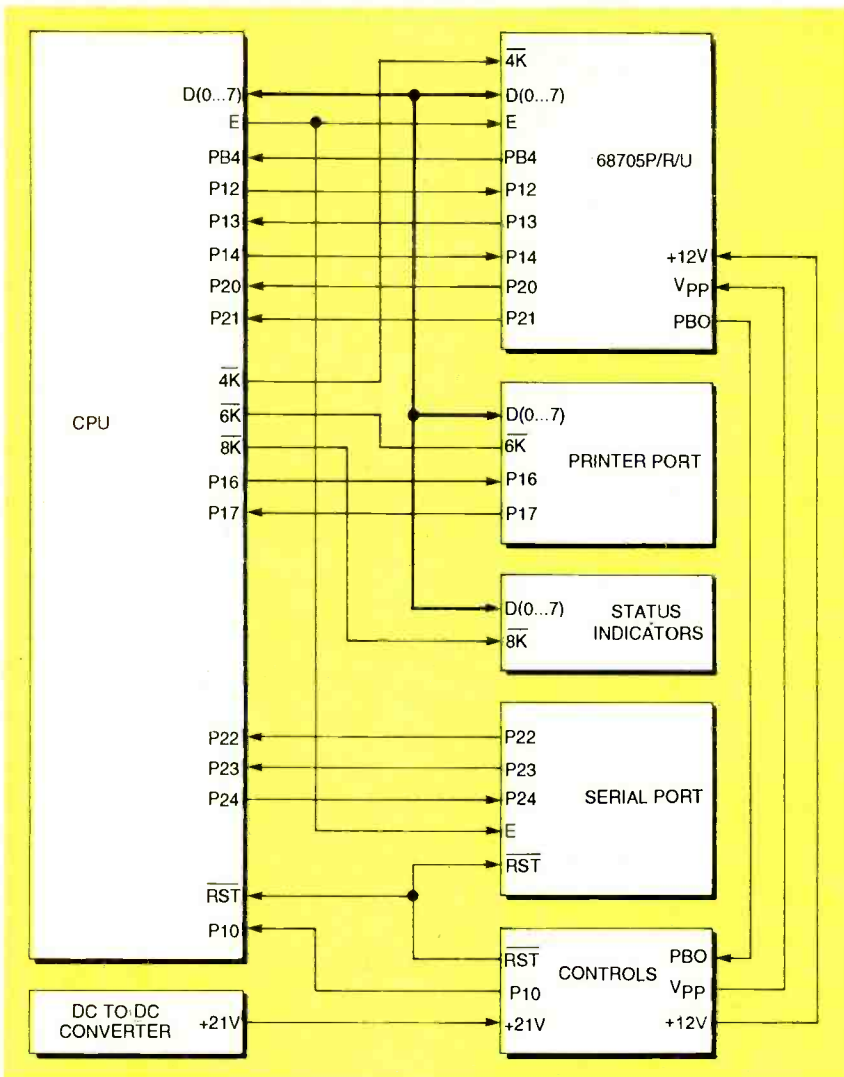 CPU
D(0...7)
E
PB4
P12
P13
P14
P20
P21
4K
6K
8K
P16
P17
P22
P23
P24
RST
P10
DC TO DC
CONVERTER
+21V
4K
D(0...7)
E
PB4
P12
P13
P14
P20
P21
68705P/R/U
+12V
VPP
PBO
D(0...7)
6K
P16
P17
PRINTER PORT
D(0...7)
8K
STATUS
INDICATORS
P22
P23
P24
E
RST
SERIAL PORT
RST
P10
+21V
CONTROLS
PBO
VPP
+12V